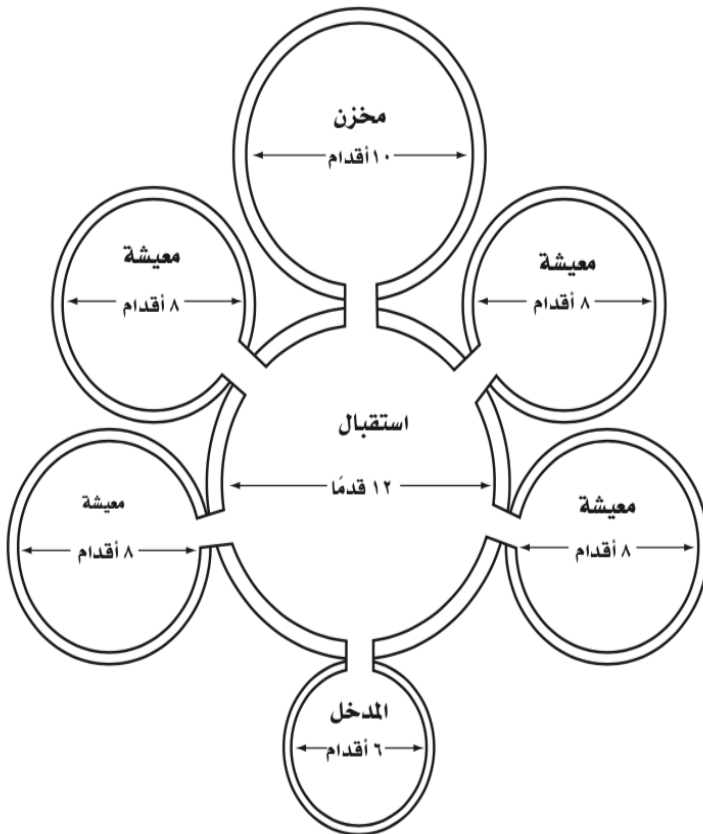 مخزن
١٠ أقدام
معيشة
٨ أقدام
معيشة
٨ أقدام
استقبال
١٢ قدمًا
معيشة
٨ أقدام
معيشة
٨ أقدام
المدخل
٦ أقدام